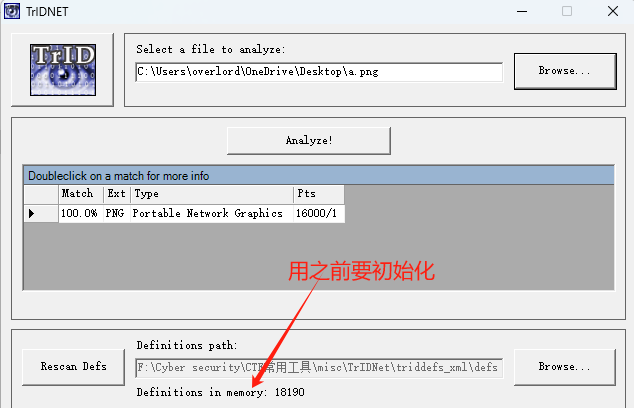 TrIDNET
TrID
Select a file to analyze:
C:\Users\overlord\OneDrive\Desktop\a.png
Browse...
Analyze!
Doubleclick on a match for more info
Match Ext Type Pts
100.0% PNG Portable Network Graphics 16000/1
用之前要初始化
Definitions path:
Rescan Defs
F:\Cyber security\CTF常用工具\misc\TrIDNet\triddefs_xml\defs
Browse...
Definitions in memory: 18190